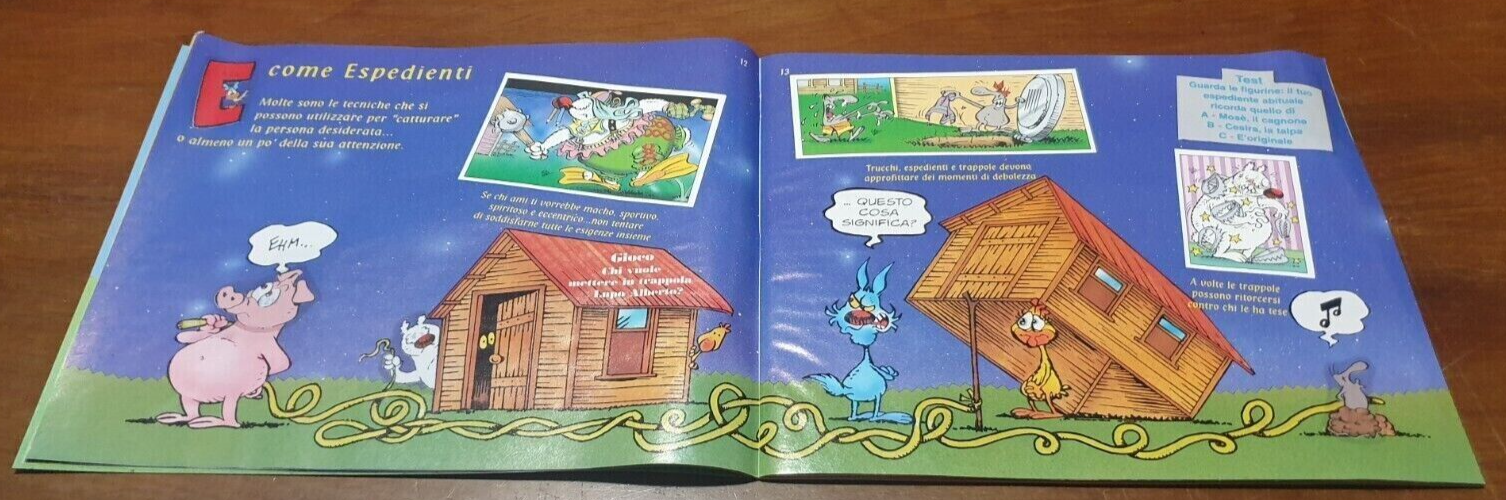 E come Espedienti
Molte sono le tecniche che si
possono utilizzare per "catturare"
la persona desiderata...
o almeno un po' della sua attenzione.
12
Se chi ami ti vorrebbe macho, sportivo,
spiritoso e eccentrico...non tentare
di soddisfarne tutte le esigenze insieme
EHM...
Gioco
Chi vuole
mettere in trappola
Lupo Alberto?
13
Trucchi, espedienti e trappole devono
approfittare dei momenti di debolezza
... QUESTO
COSA
SIGNIFICA?
Test
Guarda le figurine: il tuo
espediente abituale
ricorda quello di
A - Mosè, il cagnone
B - Cesira, la talpa
C - E'originale
A volte le trappole
possono ritorcersi
contro chi le ha tese